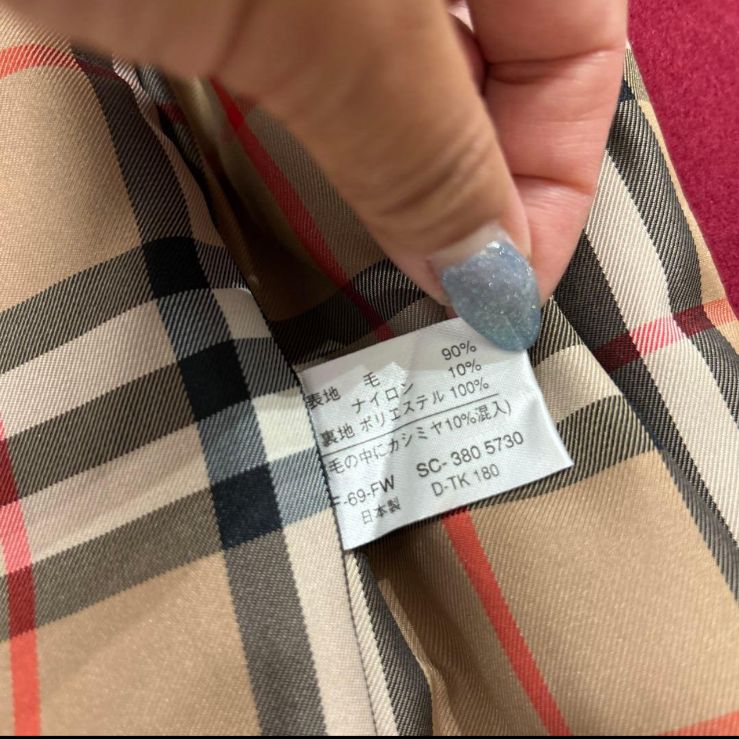 表地 毛 90%
ナイロン 10%
裏地 ポリエステル 100%
毛の中にカシミヤ10%混入)
-69-FW SC- 380 5730
日本製 D-TK 180